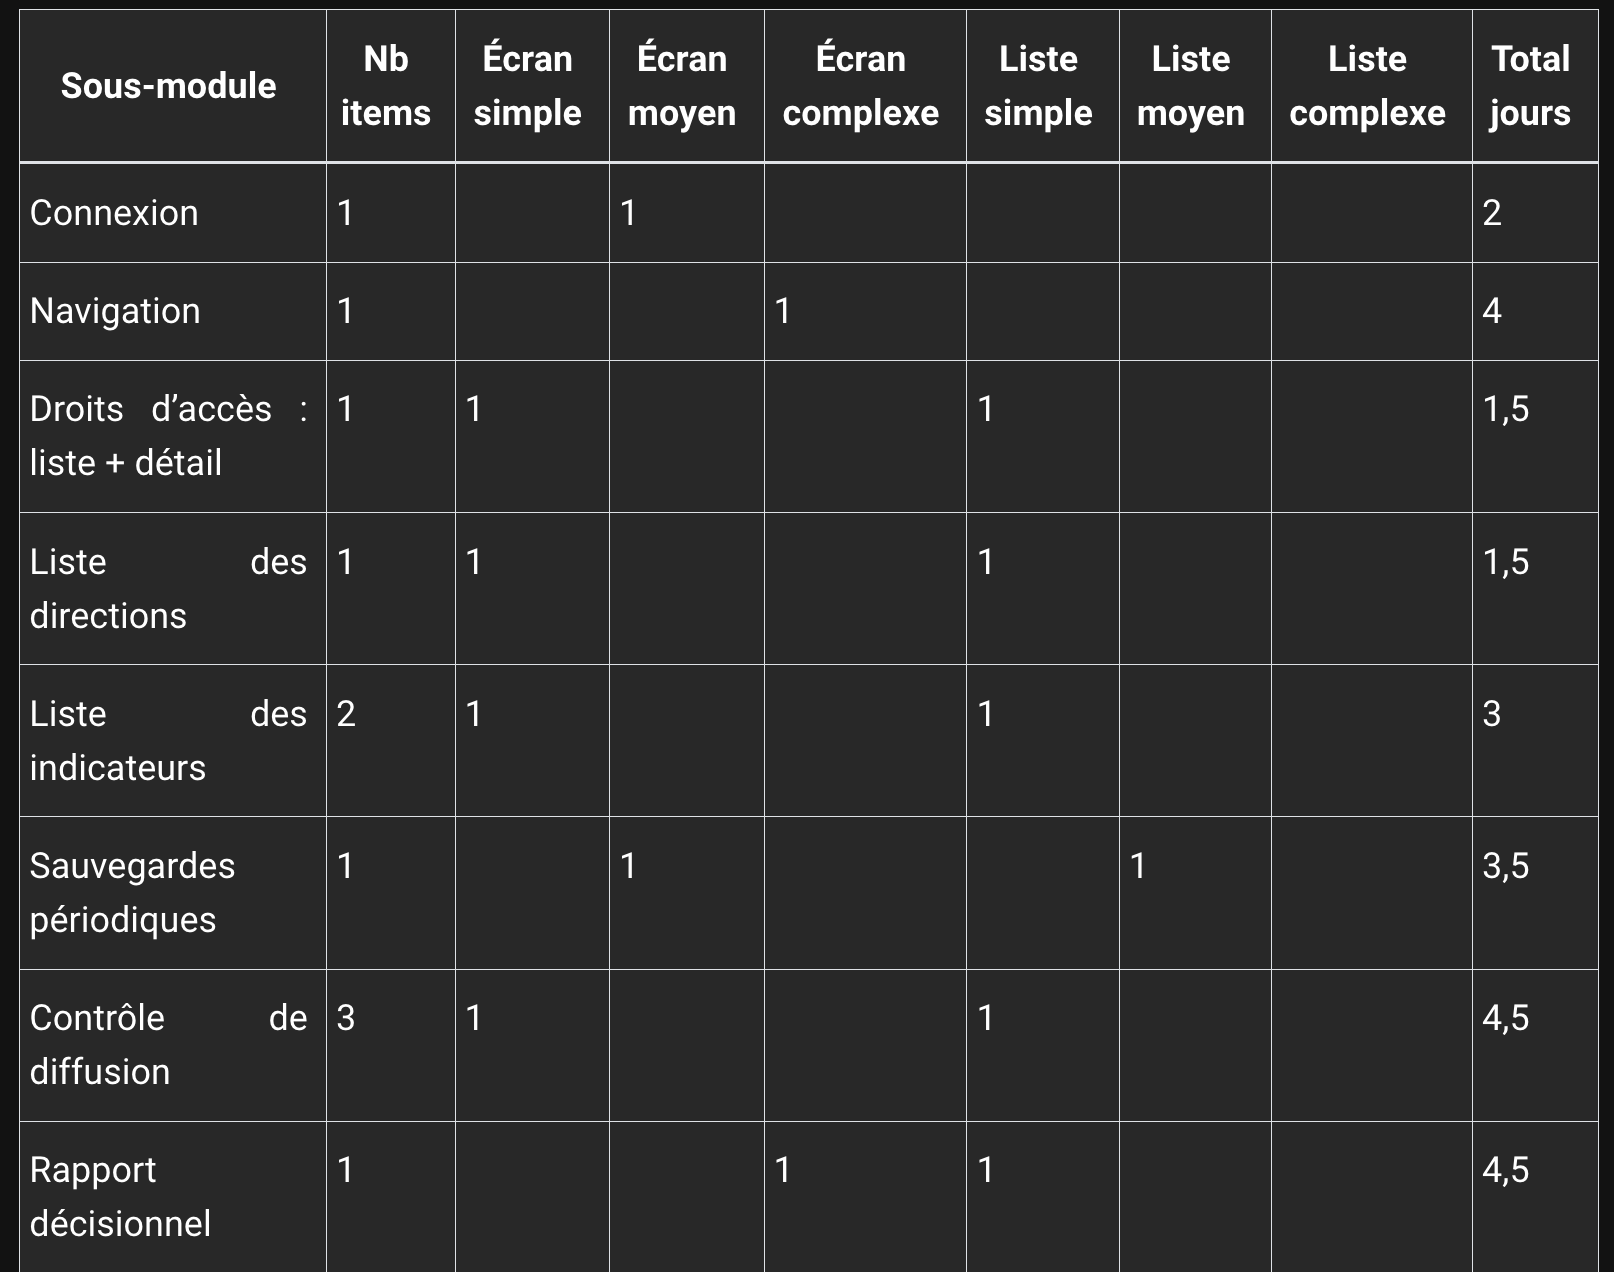 Sous-module Nb items Écran simple Écran moyen Écran complexe Liste simple Liste moyen Liste complexe Total jours
Connexion 1 1 2
Navigation 1 1 4
Droits d’accès : liste + détail 1 1 1 1,5
Liste des directions 1 1 1 1,5
Liste des indicateurs 2 1 1 3
Sauvegardes périodiques 1 1 1 3,5
Contrôle de diffusion 3 1 1 4,5
Rapport décisionnel 1 1 1 4,5